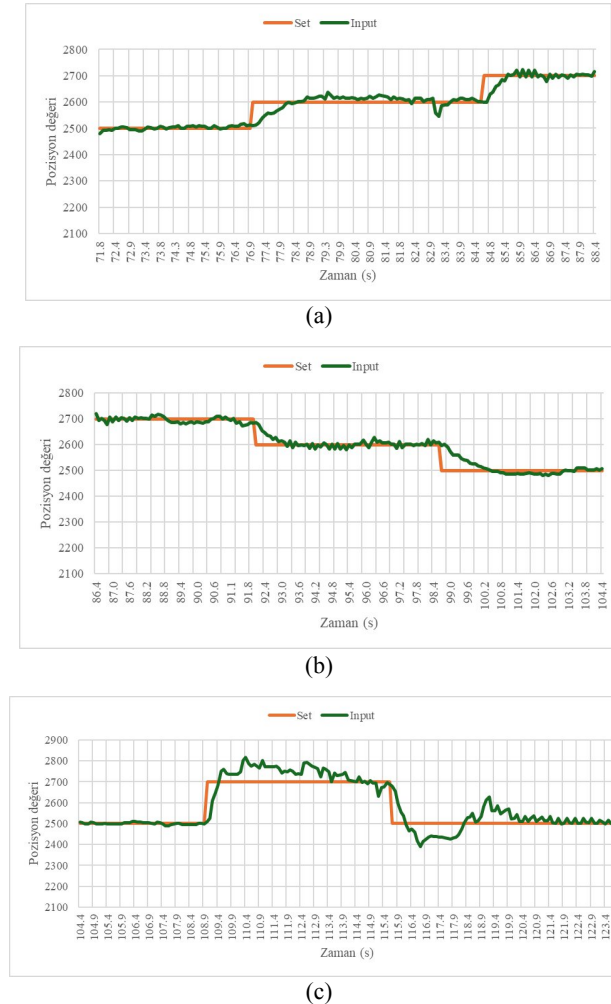 Set Input
2800
2700
2600
2500
2400
2300
2200
2100
Pozisyon değeri
71.8 72.4 72.9 73.4 73.8 74.3 74.8 75.4 75.9 76.4 76.9 77.4 77.9 78.4 78.9 79.3 79.9 80.4 80.9 81.4 81.8 82.4 82.9 83.4 83.9 84.4 84.8 85.4 85.9 86.4 86.9 87.4 87.9 88.4
Zaman (s)
(a)
Set Input
2800
2700
2600
2500
2400
2300
2200
2100
Pozisyon değeri
86.4 87.0 87.6 88.2 88.8 89.4 90.0 90.6 91.1 91.8 92.4 93.0 93.6 94.2 94.8 95.4 96.0 96.6 97.2 97.8 98.4 99.0 99.6 100.2 100.8 101.4 102.0 102.6 103.2 103.8 104.4
Zaman (s)
(b)
Set Input
2900
2800
2700
2600
2500
2400
2300
2200
2100
Pozisyon değeri
104.4 104.9 105.4 105.9 106.4 106.9 107.4 107.9 108.4 108.9 109.4 109.9 110.4 110.9 111.4 111.9 112.4 112.9 113.4 113.9 114.4 114.9 115.4 115.9 116.4 116.9 117.4 117.9 118.4 118.9 119.4 119.9 120.4 120.9 121.4 121.9 122.4 122.9 123.4
Zaman (s)
(c)